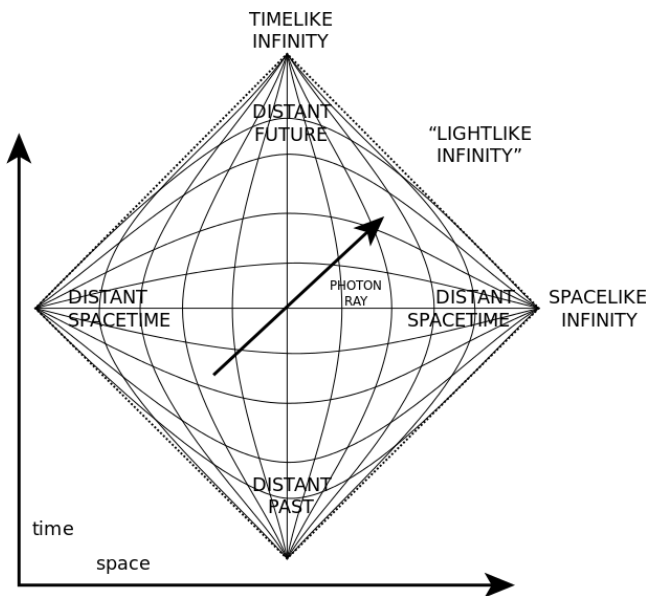 TIMELIKE
INFINITY
DISTANT
FUTURE
“LIGHTLIKE
INFINITY”
PHOTON
RAY
DISTANT
SPACETIME
DISTANT
SPACETIME
SPACELIKE
INFINITY
DISTANT
PAST
time
space